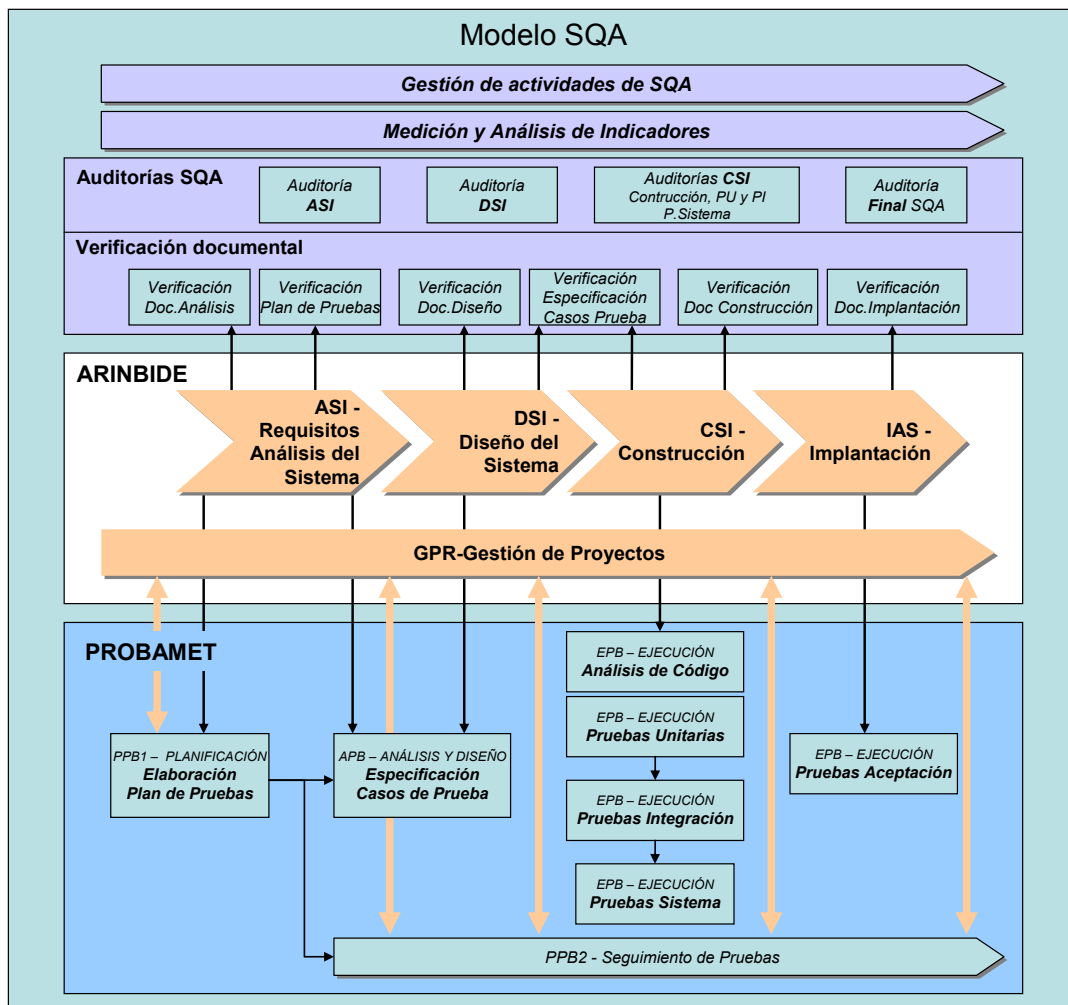 Modelo SQA
Gestión de actividades de SQA
Medición y Análisis de Indicadores
Auditorías SQA
Auditoría
ASI
Auditoría
DSI
Auditorías CSI
Contrucción, PU y PI
P.Sistema
Auditoría
Final SQA
Verificación documental
Verificación
Doc.Análisis
Verificación
Plan de Pruebas
Verificación
Doc.Diseño
Verificación
Especificación
Casos Prueba
Verificación
Doc Construcción
Verificación
Doc.Implantación
ARINBIDE
ASI -
Requisitos
Análisis del
Sistema
DSI -
Diseño del
Sistema
CSI -
Construcción
IAS -
Implantación
GPR-Gestión de Proyectos
PROBAMET
PPB1 – PLANIFICACIÓN
Elaboración
Plan de Pruebas
APB – ANÁLISIS Y DISEÑO
Especificación
Casos de Prueba
EPB – EJECUCIÓN
Análisis de Código
EPB – EJECUCIÓN
Pruebas Unitarias
EPB – EJECUCIÓN
Pruebas Integración
EPB – EJECUCIÓN
Pruebas Sistema
EPB – EJECUCIÓN
Pruebas Aceptación
PPB2 - Seguimiento de Pruebas